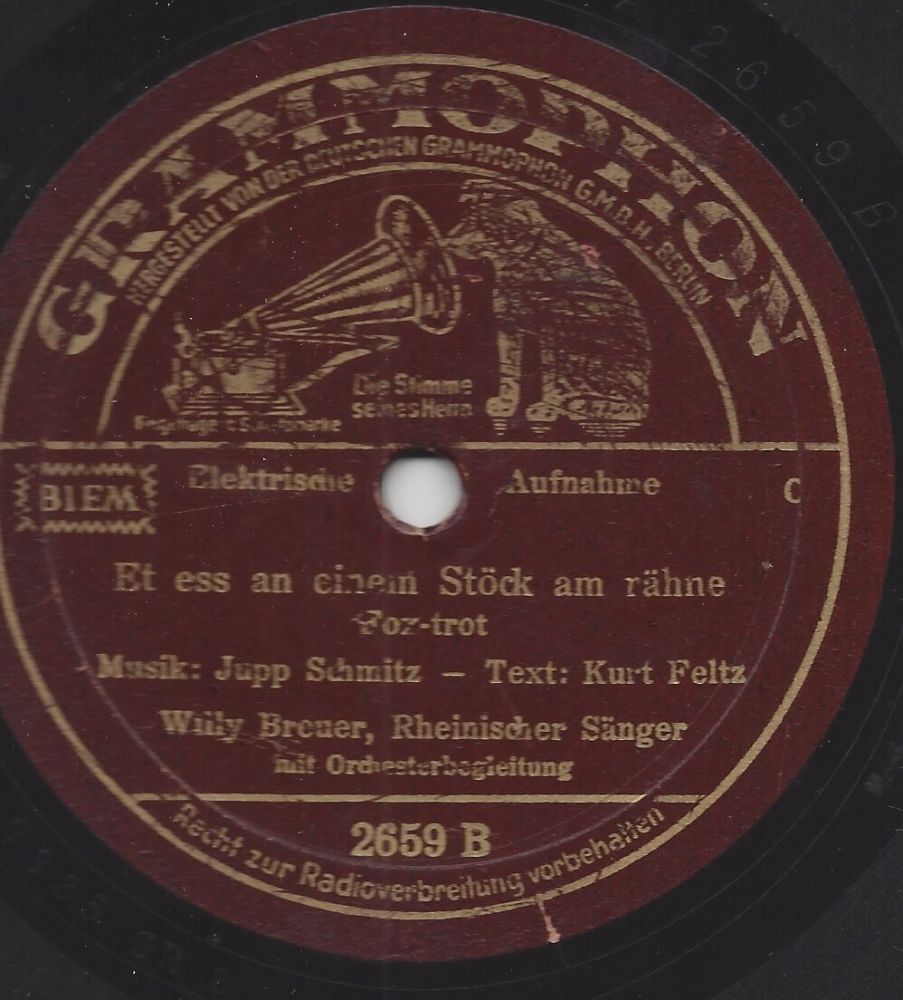 GRAMMOPHON
HERGESTELLT VON DER DEUTSCHEN GRAMMOPHON G.M.B.H. BERLIN
Die Stimme
seines Herrn
BIEM
Elektrische Aufnahme C
Et ess an einem Stöck am rähne
Fox-trot
Musik: Jupp Schmitz — Text: Kurt Feltz
Willy Breuer, Rheinischer Sänger
mit Orchesterbegleitung
2659 B
Recht zur Radioverbreitung vorbehalten
2659 B